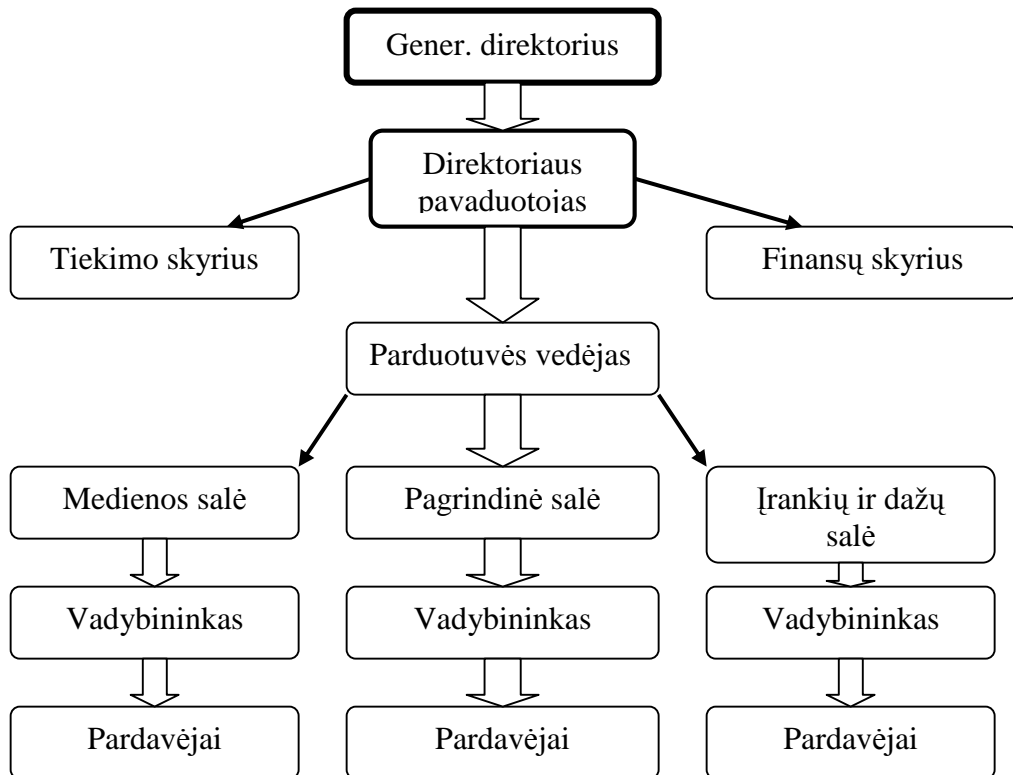 Gener. direktorius
Direktoriaus
pavaduotojas
Tiekimo skyrius
Finansų skyrius
Parduotuvės vedėjas
Medienos salė
Pagrindinė salė
Įrankių ir dažų
salė
Vadybininkas
Vadybininkas
Vadybininkas
Pardavėjai
Pardavėjai
Pardavėjai